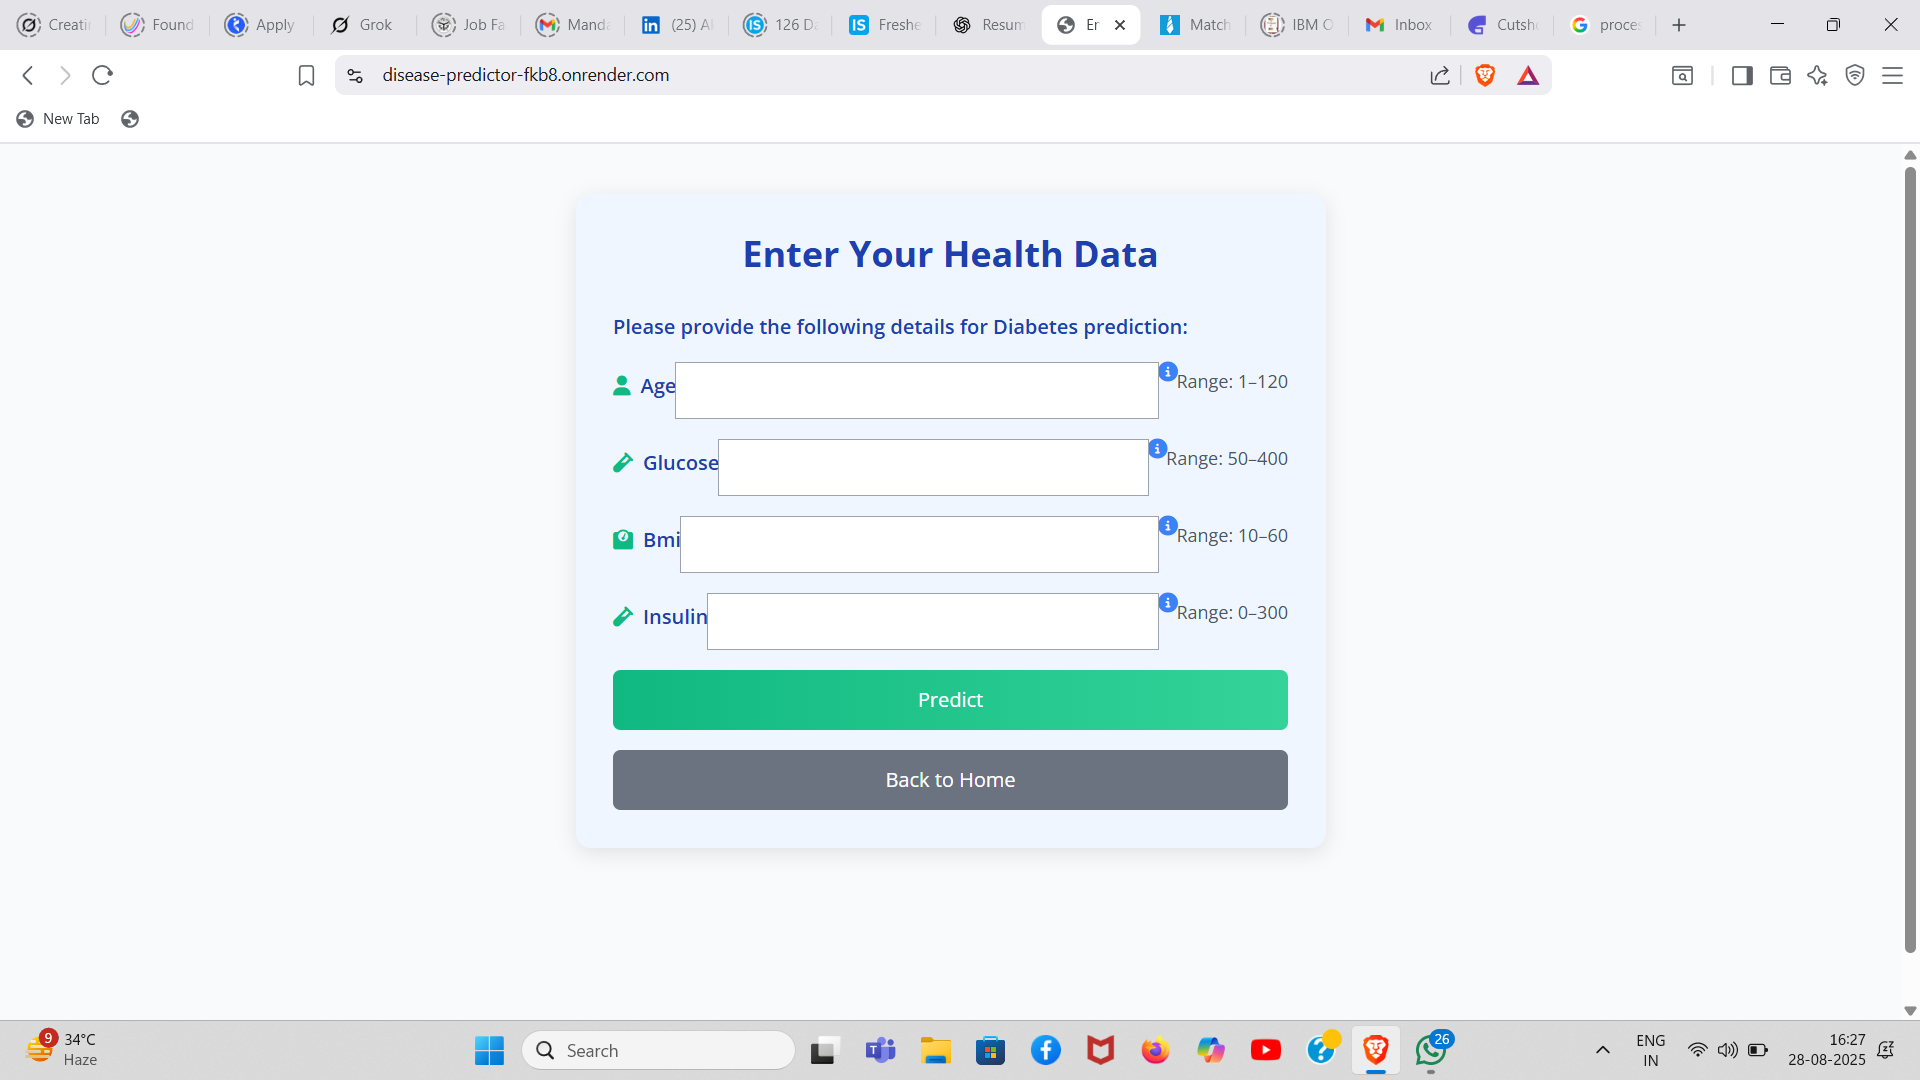 Creati
Found
Apply
Grok
Job Fa
Manda
(25) A
126 D
Freshe
Resum
Er
Match
IBM O
Inbox
Cutsho
proces
disease-predictor-fkb8.onrender.com
New Tab
Enter Your Health Data
Please provide the following details for Diabetes prediction:
Age
Range: 1–120
Glucose
Range: 50–400
Bmi
Range: 10–60
Insulin
Range: 0–300
Predict
Back to Home
9
34°C
Haze
Search
26
ENG
IN
16:27
28-08-2025